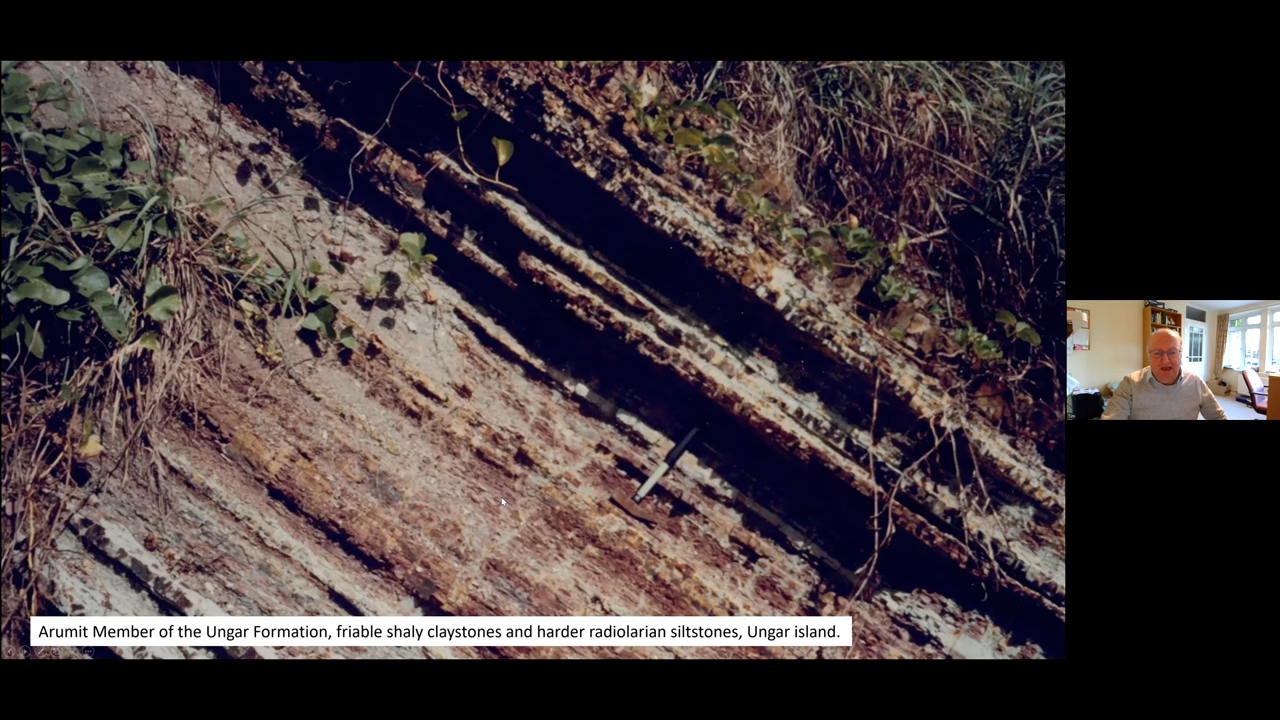 Arumit Member of the Ungar Formation, friable shaly claystones and harder radiolarian siltstones, Ungar island.